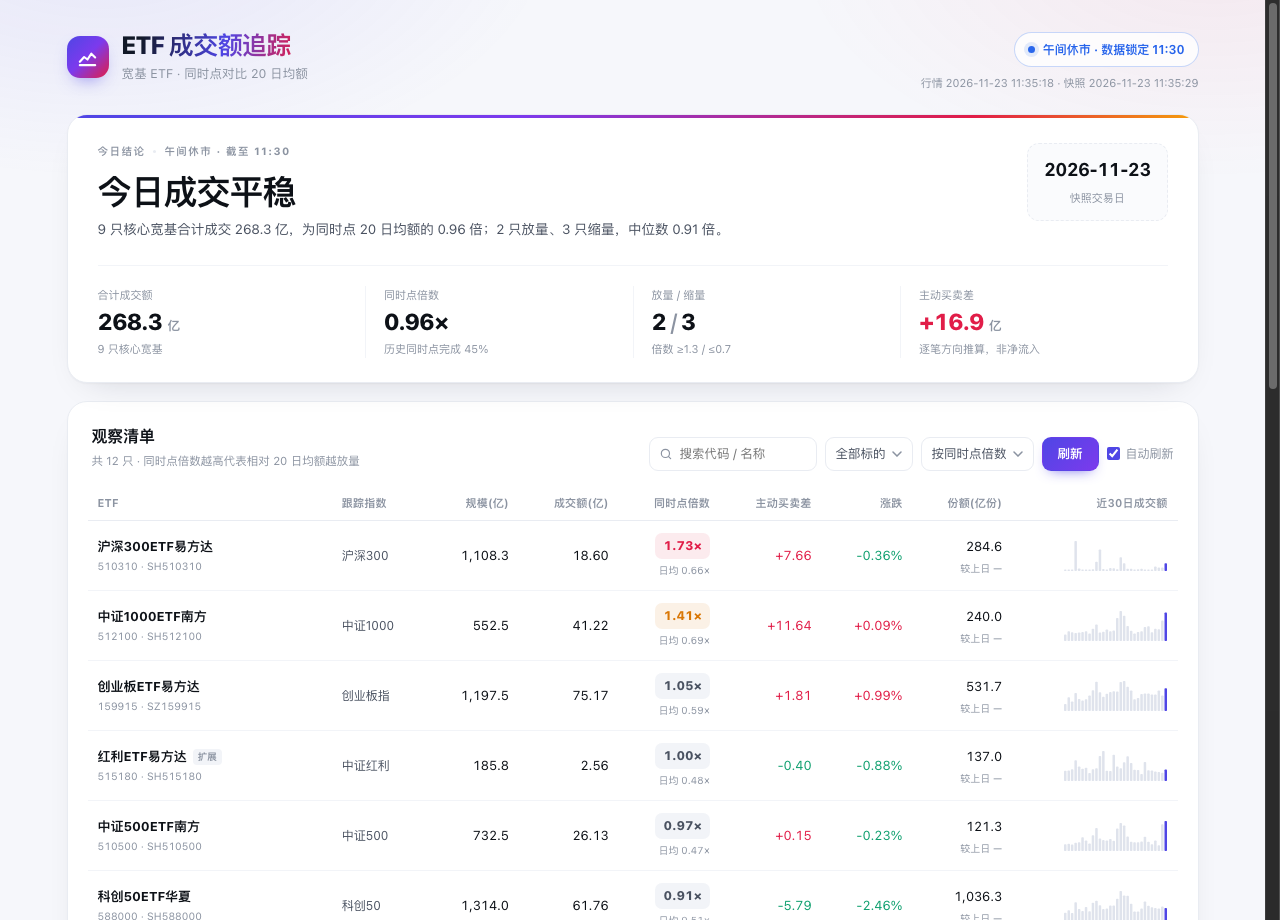 ETF 成交额追踪
宽基 ETF · 同时点对比 20 日均额
午间休市 · 数据锁定 11:30
行情 2026-11-23 11:35:18 · 快照 2026-11-23 11:35:29
今日结论 · 午间休市 · 截至 11:30
今日成交平稳
9 只核心宽基合计成交 268.3 亿，为同时点 20 日均额的 0.96 倍；2 只放量、3 只缩量，中位数 0.91 倍。
2026-11-23
快照交易日
合计成交额
268.3 亿
9 只核心宽基
同时点倍数
0.96×
历史同时点完成 45%
放量 / 缩量
2 / 3
倍数 ≥1.3 / ≤0.7
主动买卖差
+16.9 亿
逐笔方向推算，非净流入
观察清单
共 12 只 · 同时点倍数越高代表相对 20 日均额越放量
搜索代码 / 名称
全部标的
按同时点倍数
刷新
自动刷新
ETF 跟踪指数 规模(亿) 成交额(亿) 同时点倍数 主动买卖差 涨跌 份额(亿份) 近30日成交额
沪深300ETF易方达
510310 · SH510310
沪深300 1,108.3 18.60 1.73× +7.66 -0.36% 284.6
日均 0.66× 较上日 —
中证1000ETF南方
512100 · SH512100
中证1000 552.5 41.22 1.41× +11.64 +0.09% 240.0
日均 0.69× 较上日 —
创业板ETF易方达
159915 · SZ159915
创业板指 1,197.5 75.17 1.05× +1.81 +0.99% 531.7
日均 0.59× 较上日 —
红利ETF易方达 扩展
515180 · SH515180
中证红利 185.8 2.56 1.00× -0.40 -0.88% 137.0
日均 0.48× 较上日 —
中证500ETF南方
510500 · SH510500
中证500 732.5 26.13 0.97× +0.15 -0.23% 121.3
日均 0.47× 较上日 —
科创50ETF华夏
588000 · SH588000
科创50 1,314.0 61.76 0.91× -5.79 -2.46% 1,036.3